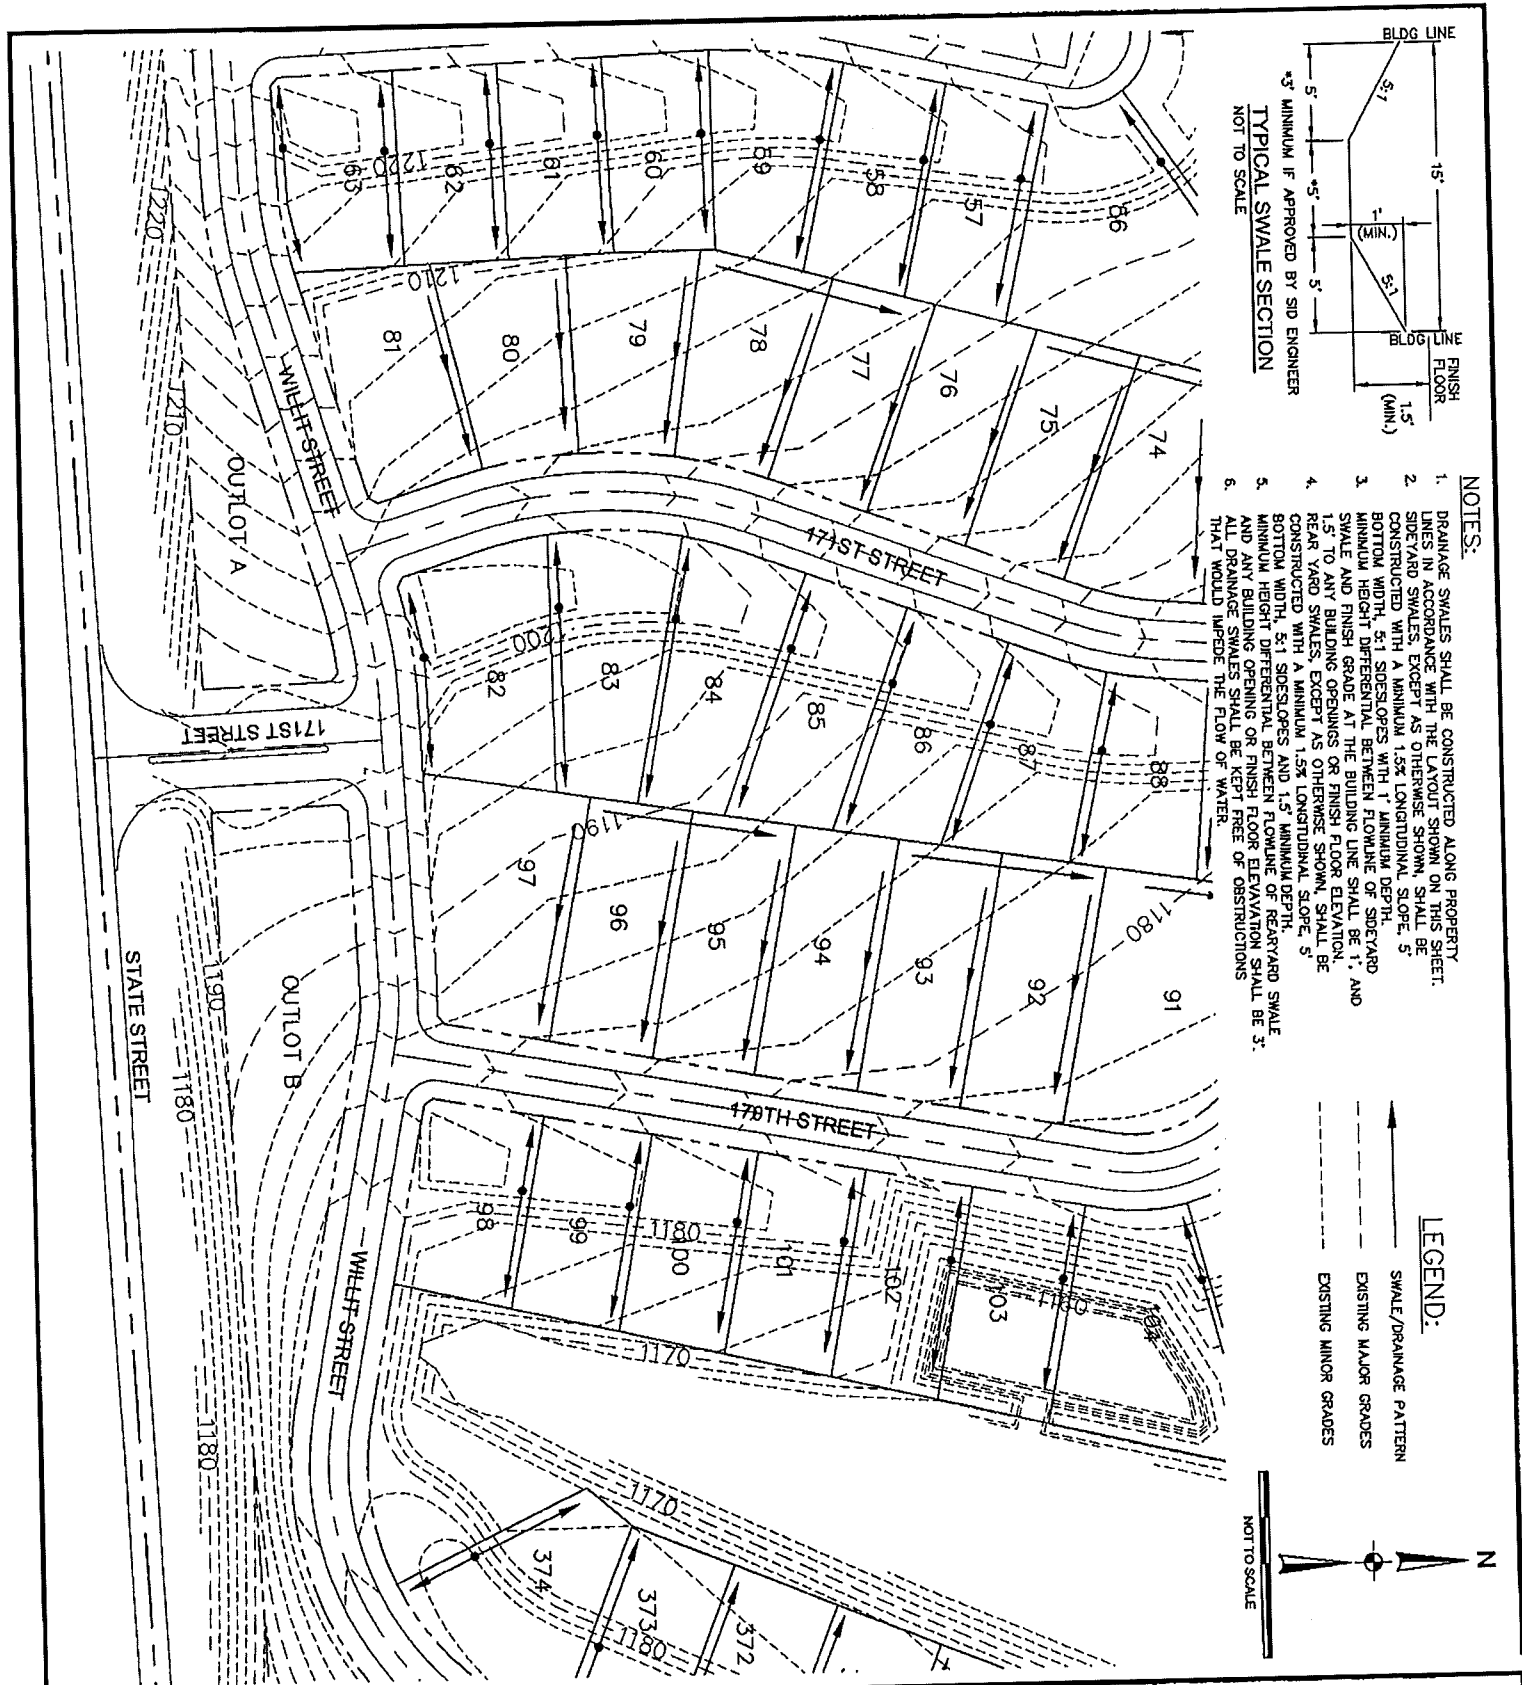 BLDG LINE
5:1
15'
5'
*5'
5'
1'
(MIN.)
5:1
BLDG LINE
FINISH
FLOOR
1.5'
(MIN.)
*3' MINIMUM IF APPROVED BY SID ENGINEER
TYPICAL SWALE SECTION
NOT TO SCALE
NOTES:
1. DRAINAGE SWALES SHALL BE CONSTRUCTED ALONG PROPERTY
LINES IN ACCORDANCE WITH THE LAYOUT SHOWN ON THIS SHEET.
2. SIDEYARD SWALES, EXCEPT AS OTHERWISE SHOWN, SHALL BE
CONSTRUCTED WITH A MINIMUM 1.5% LONGITUDINAL SLOPE, 5'
BOTTOM WIDTH, 5:1 SIDESLOPES WITH 1' MINIMUM DEPTH.
3. MINIMUM HEIGHT DIFFERENTIAL BETWEEN FLOWLINE OF SIDEYARD
SWALE AND FINISH GRADE AT THE BUILDING LINE SHALL BE 1', AND
1.5' TO ANY BUILDING OPENINGS OR FINISH FLOOR ELEVATION.
4. REAR YARD SWALES, EXCEPT AS OTHERWISE SHOWN, SHALL BE
CONSTRUCTED WITH A MINIMUM 1.5% LONGITUDINAL SLOPE, 5'
BOTTOM WIDTH, 5:1 SIDESLOPES AND 1.5' MINIMUM DEPTH.
5. MINIMUM HEIGHT DIFFERENTIAL BETWEEN FLOWLINE OF REARYARD SWALE
AND ANY BUILDING OPENING OR FINISH FLOOR ELEVAVATION SHALL BE 3'.
6. ALL DRAINAGE SWALES SHALL BE KEPT FREE OF OBSTRUCTIONS
THAT WOULD IMPEDE THE FLOW OF WATER.
LEGEND:
SWALE/DRAINAGE PATTERN
EXISTING MAJOR GRADES
EXISTING MINOR GRADES
N
NOT TO SCALE
66
57
58
59
60
61
62
63
1220
1220
1210
1210
74
75
76
77
78
79
80
81
WILLIT STREET
OUTLOT A
171ST STREET
171ST STREET
88
87
86
85
84
83
82
1200
1190
1180
91
92
93
94
95
96
97
OUTLOT B
1190
1180
1180
STATE STREET
170TH STREET
98
99
100
1180
101
102
103
1160
104
1170
WILLIT STREET
1170
374
373
372
1180